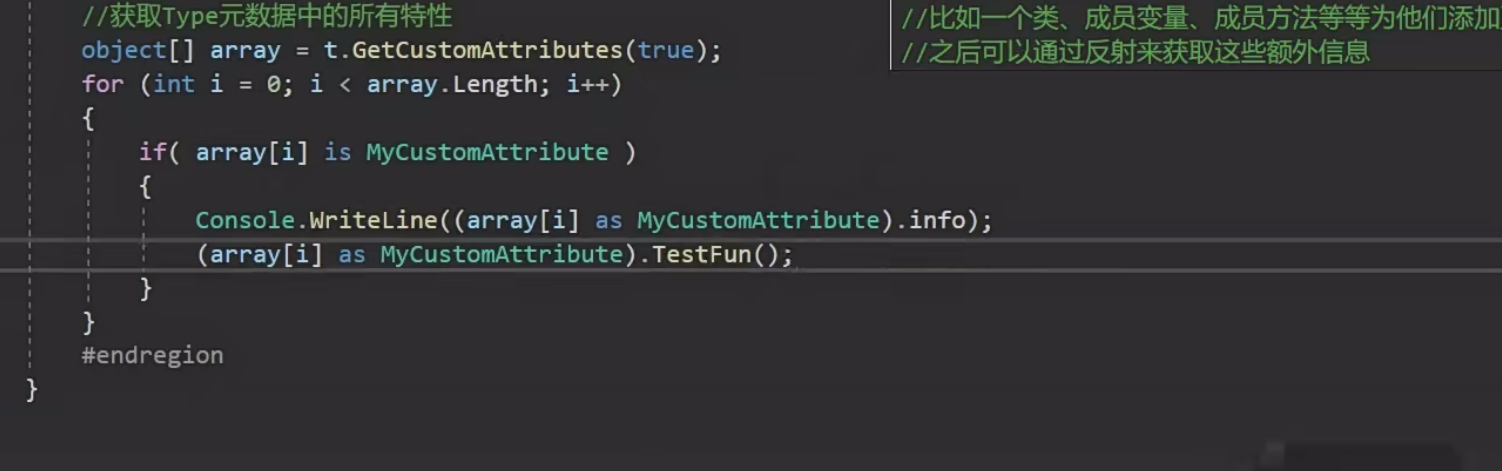 //获取Type元数据中的所有特性
object[] array = t.GetCustomAttributes(true);
for (int i = 0; i < array.Length; i++)
{
if( array[i] is MyCustomAttribute )
{
Console.WriteLine((array[i] as MyCustomAttribute).info);
(array[i] as MyCustomAttribute).TestFun();
}
}
#endregion
}
//比如一个类、成员变量、成员方法等等为他们添加
//之后可以通过反射来获取这些额外信息